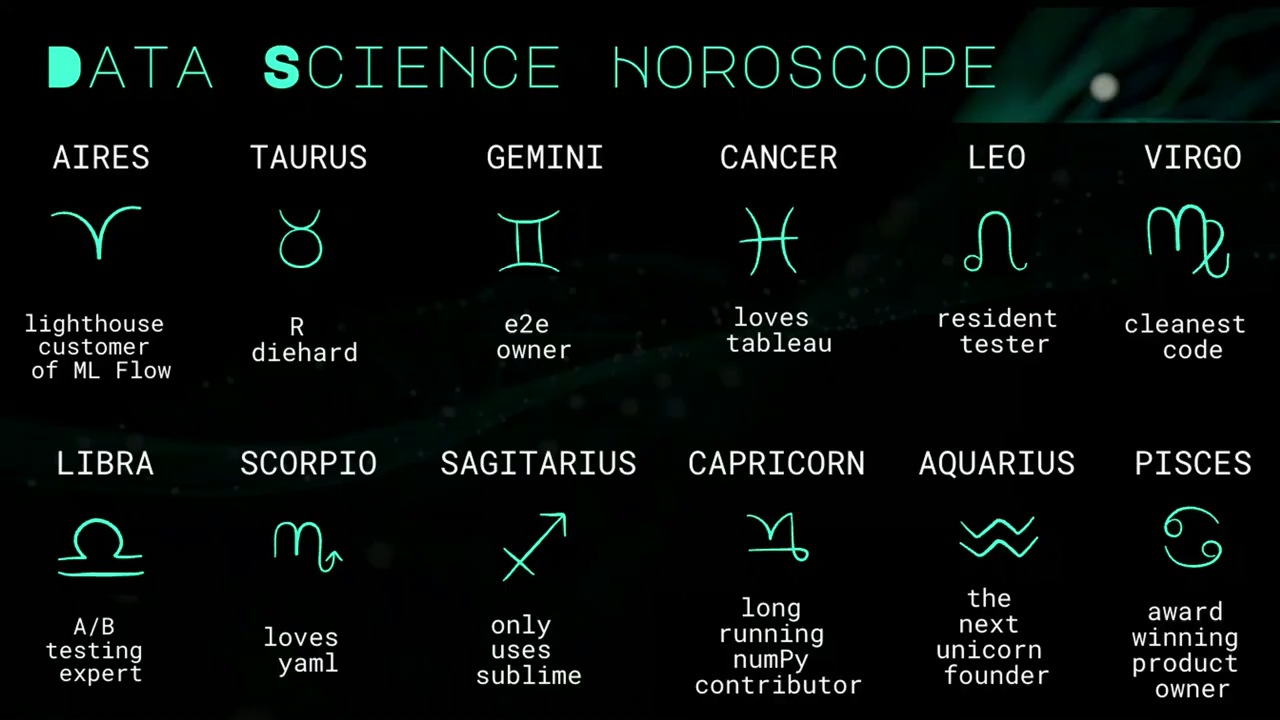 DATA SCIENCE HOROSCOPE
AIRES
TAURUS
GEMINI
CANCER
LEO
VIRGO
lighthouse
customer
of ML Flow
R
diehard
e2e
owner
loves
tableau
resident
tester
cleanest
code
LIBRA
SCORPIO
SAGITARIUS
CAPRICORN
AQUARIUS
PISCES
A/B
testing
expert
loves
yaml
only
uses
sublime
long
running
numPy
contributor
the
next
unicorn
founder
award
winning
product
owner